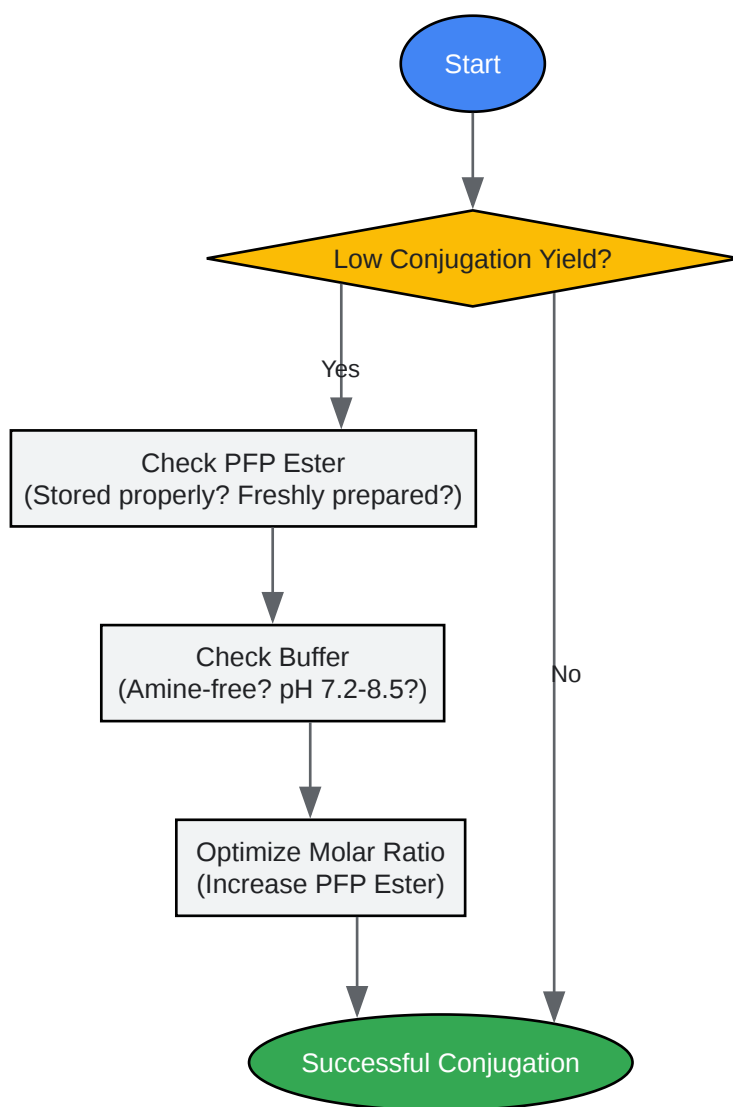 Start
Low Conjugation Yield?
Yes
Check PFP Ester
(Stored properly? Freshly prepared?)
Check Buffer
(Amine-free? pH 7.2-8.5?)
No
Optimize Molar Ratio
(Increase PFP Ester)
Successful Conjugation